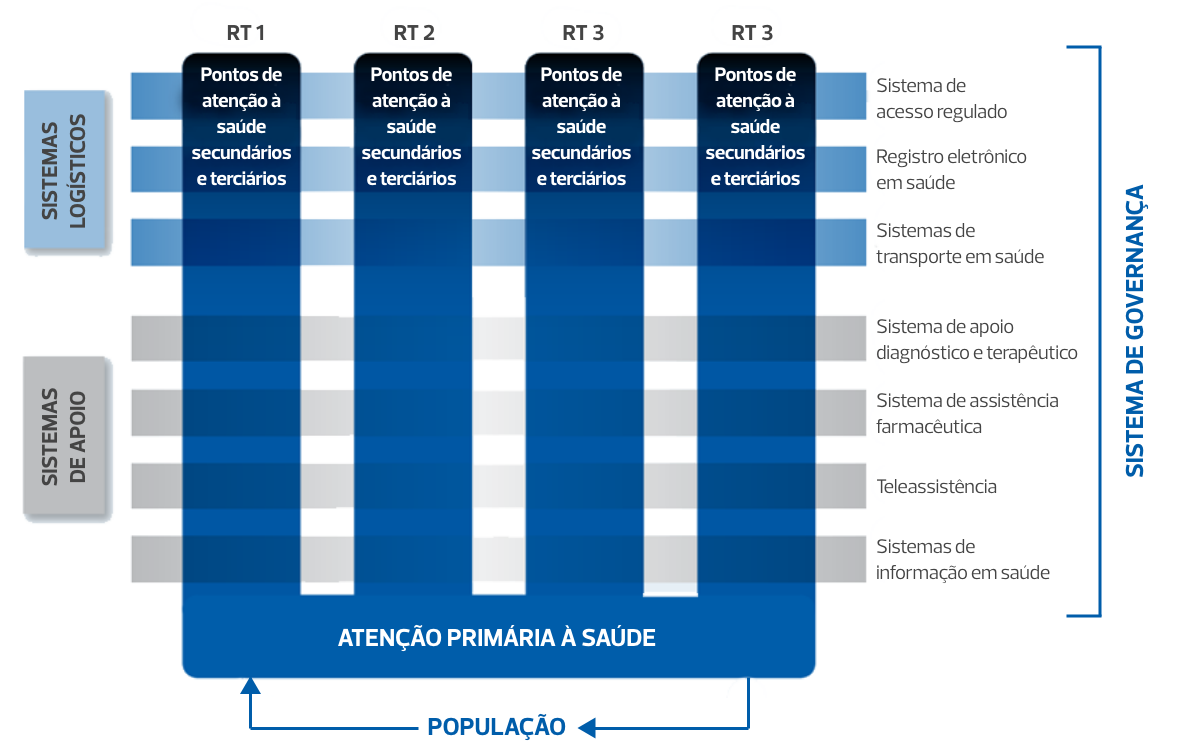 RT 1
RT 2
RT 3
RT 3
Pontos de
atenção à
saúde
secundários
e terciários
Pontos de
atenção à
saúde
secundários
e terciários
Pontos de
atenção à
saúde
secundários
e terciários
Pontos de
atenção à
saúde
secundários
e terciários
SISTEMAS
LOGÍSTICOS
Sistema de
acesso regulado
Registro eletrônico
em saúde
Sistemas de
transporte em saúde
SISTEMAS
DE APOIO
Sistema de apoio
diagnóstico e terapêutico
Sistema de assistência
farmacêutica
Teleassistência
Sistemas de
informação em saúde
SISTEMA DE GOVERNANÇA
ATENÇÃO PRIMÁRIA À SAÚDE
POPULAÇÃO